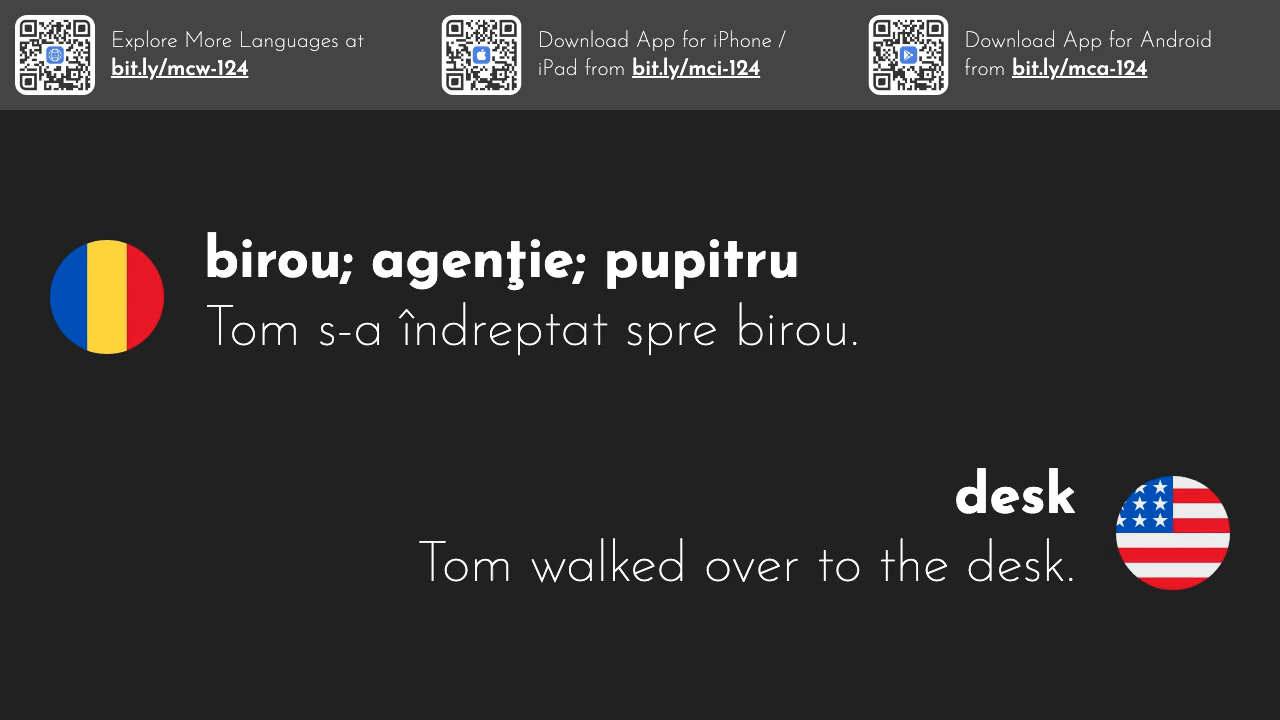 Explore More Languages at
bit.ly/mcw-124
Download App for iPhone /
iPad from bit.ly/mci-124
Download App for Android
from bit.ly/mca-124
birou; agenţie; pupitru
Tom s-a îndreptat spre birou.
desk
Tom walked over to the desk.